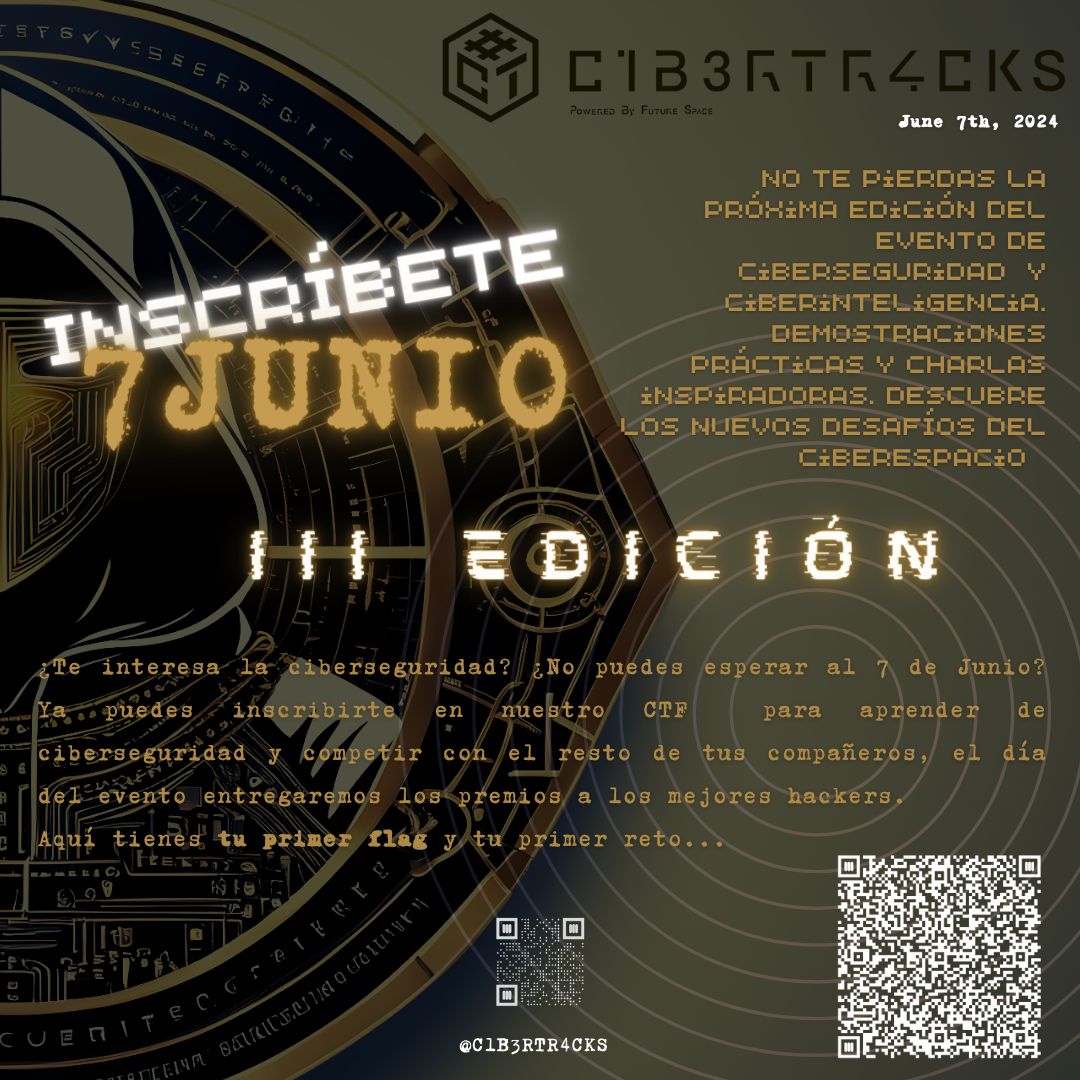 C1B3RTR4CKS
Powered By Future Space
June 7th, 2024
NO TE PiERDAS LA
PRÓXiMA EDiCiÓN DEL
EVENTO DE
CiBERSEGURiDAD Y
CiBERiNTELiGENCiA.
DEMOSTRACiONES
PRÁCTiCAS Y CHARLAS
iNSPiRADORAS. DESCUBRE
LOS NUEVOS DESAFÍOS DEL
CiBERESPACiO
INSCRÍBETE
7JUNIO
III EDICIÓN
¿Te interesa la ciberseguridad? ¿No puedes esperar al 7 de Junio?
Ya puedes inscribirte en nuestro CTF para aprender de
ciberseguridad y competir con el resto de tus compañeros, el día
del evento entregaremos los premios a los mejores hackers.
Aquí tienes tu primer flag y tu primer reto...
@C1B3RTR4CKS